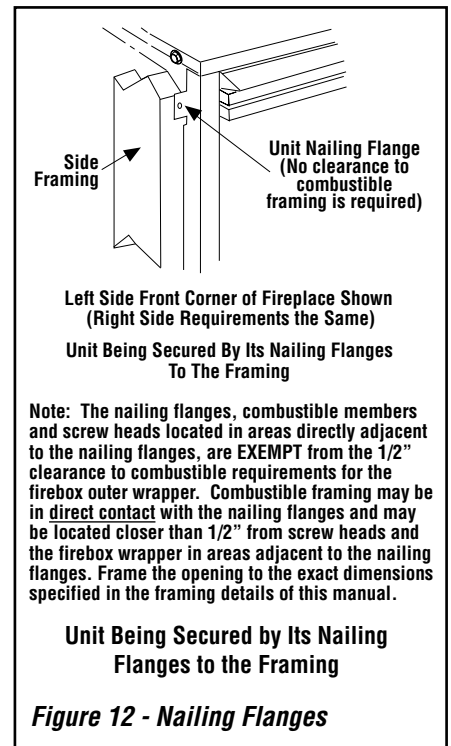 Side
Framing
Unit Nailing Flange
(No clearance to
combustible
framing is required)
Left Side Front Corner of Fireplace Shown
(Right Side Requirements the Same)
Unit Being Secured By Its Nailing Flanges
To The Framing
Note: The nailing flanges, combustible members
and screw heads located in areas directly adjacent
to the nailing flanges, are EXEMPT from the 1/2”
clearance to combustible requirements for the
firebox outer wrapper. Combustible framing may be
in direct contact with the nailing flanges and may
be located closer than 1/2” from screw heads and
the firebox wrapper in areas adjacent to the nailing
flanges. Frame the opening to the exact dimensions
specified in the framing details of this manual.
Unit Being Secured by Its Nailing
Flanges to the Framing
Figure 12 - Nailing Flanges